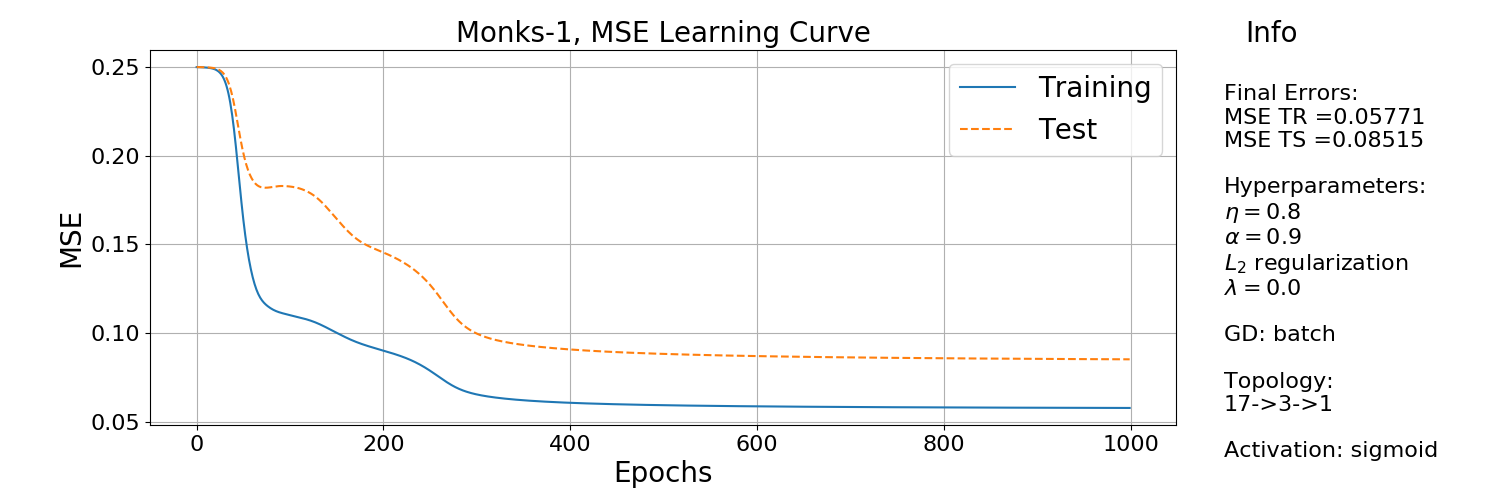 Monks-1, MSE Learning Curve
Info
MSE
0.25
0.20
0.15
0.10
0.05
0
200
400
600
800
1000
Epochs
Training
Test
Final Errors:
MSE TR =0.05771
MSE TS =0.08515
Hyperparameters:
η = 0.8
α = 0.9
L₂ regularization
λ = 0.0
GD: batch
Topology:
17->3->1
Activation: sigmoid